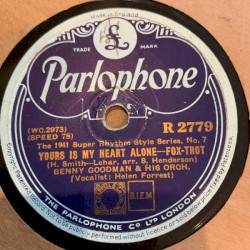 Made in England
TRADE MARK
Parlophone
(WO.2973)
(SPEED 78)
R 2779
The 1941 Super Rhythm Style Series, No. 7
YOURS IS MY HEART ALONE—FOX-TROT
(H. Smith—Lehar, arr. S. Henderson)
BENNY GOODMAN & HIS ORCH.
(Vocalist: Helen Forrest)
B.I.E.M
THE PARLOPHONE CO LTD LONDON